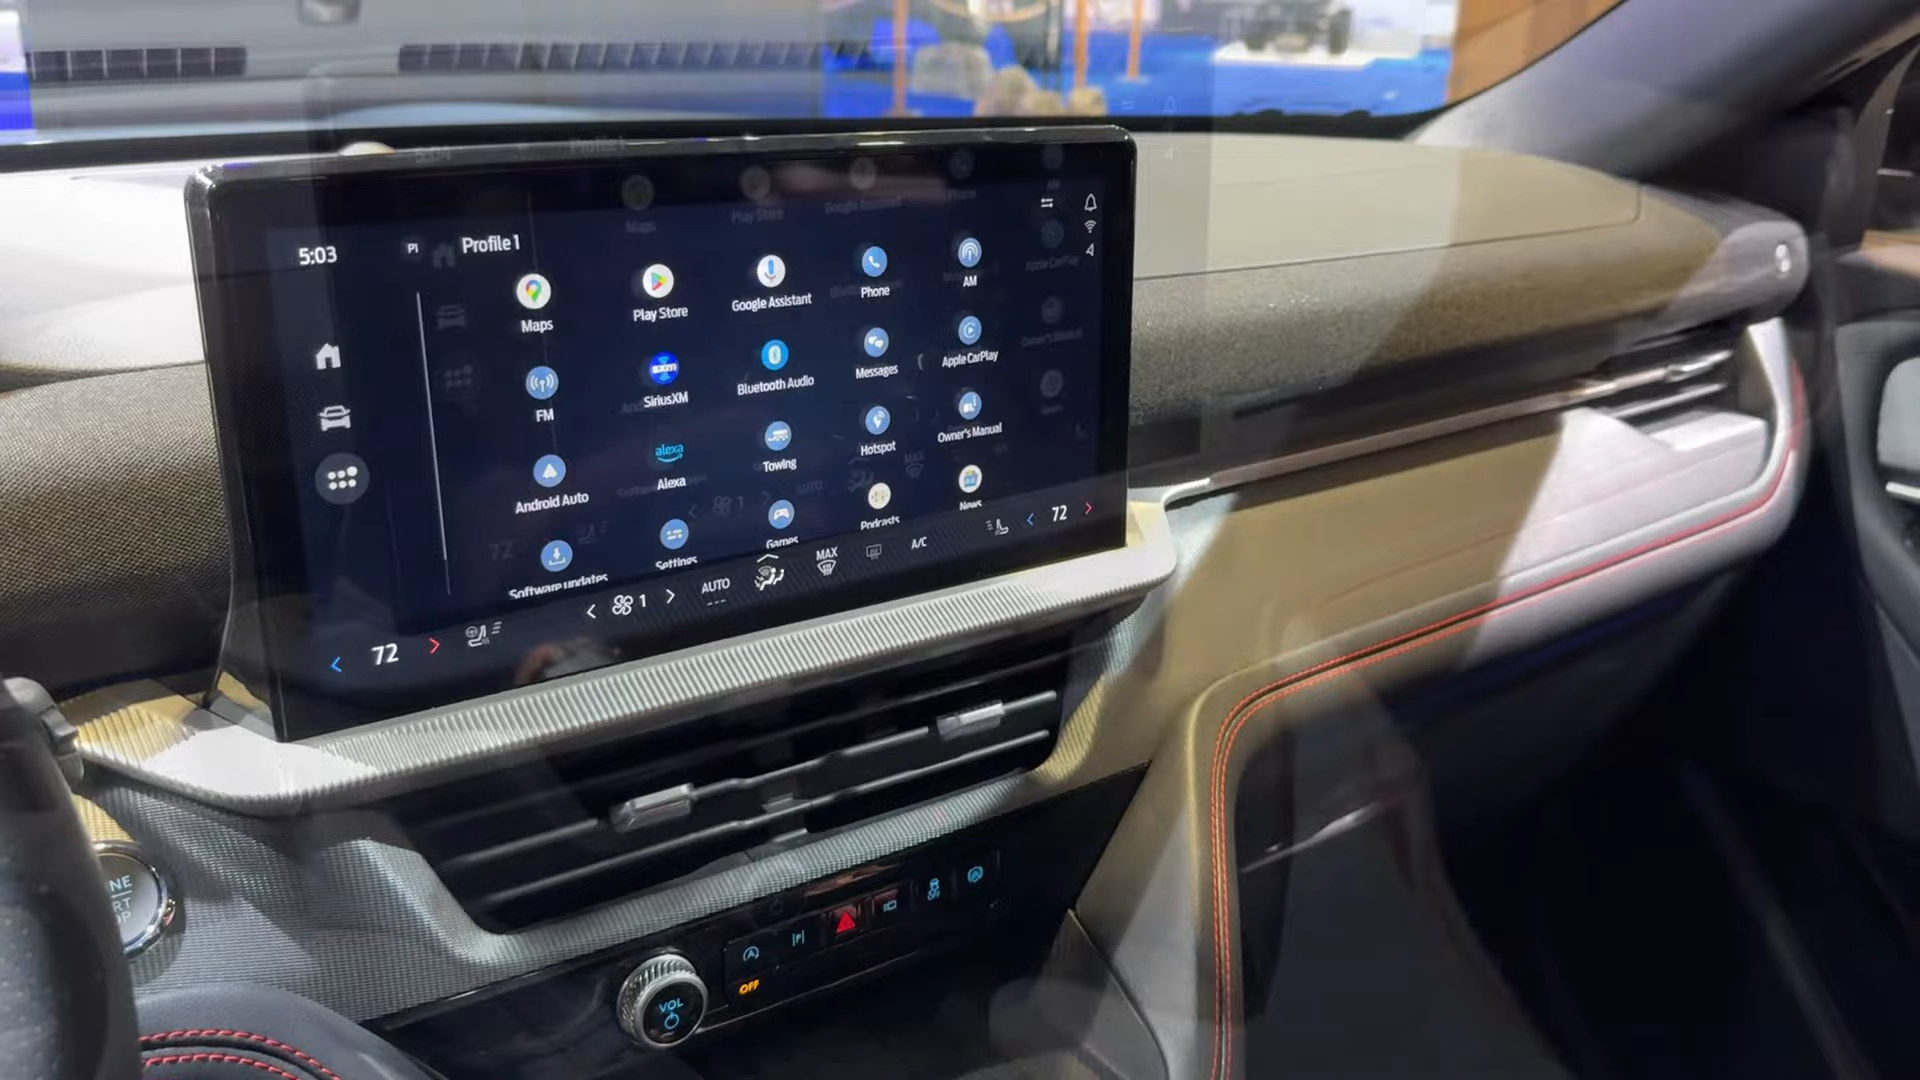 5:03
P1
Profile 1
Maps
Play Store
Google Assistant
Phone
AM
FM
sxm
SiriusXM
Bluetooth Audio
Messages
Apple CarPlay
Android Auto
alexa
Alexa
Towing
Hotspot
Owner's Manual
Software updates
Settings
Games
Podcasts
News
72
1
AUTO
MAX
A/C
72
VOL
OFF
OFF